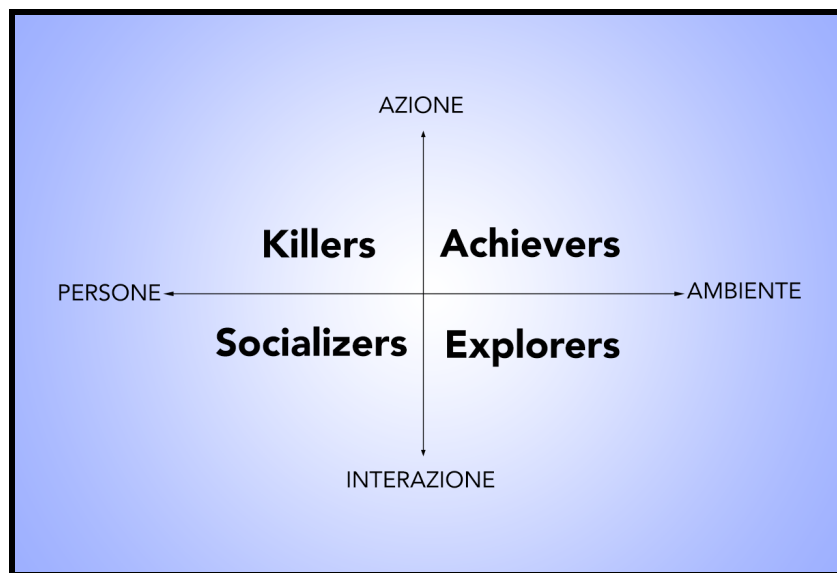 AZIONE
Killers
Achievers
PERSONE
AMBIENTE
Socializers
Explorers
INTERAZIONE